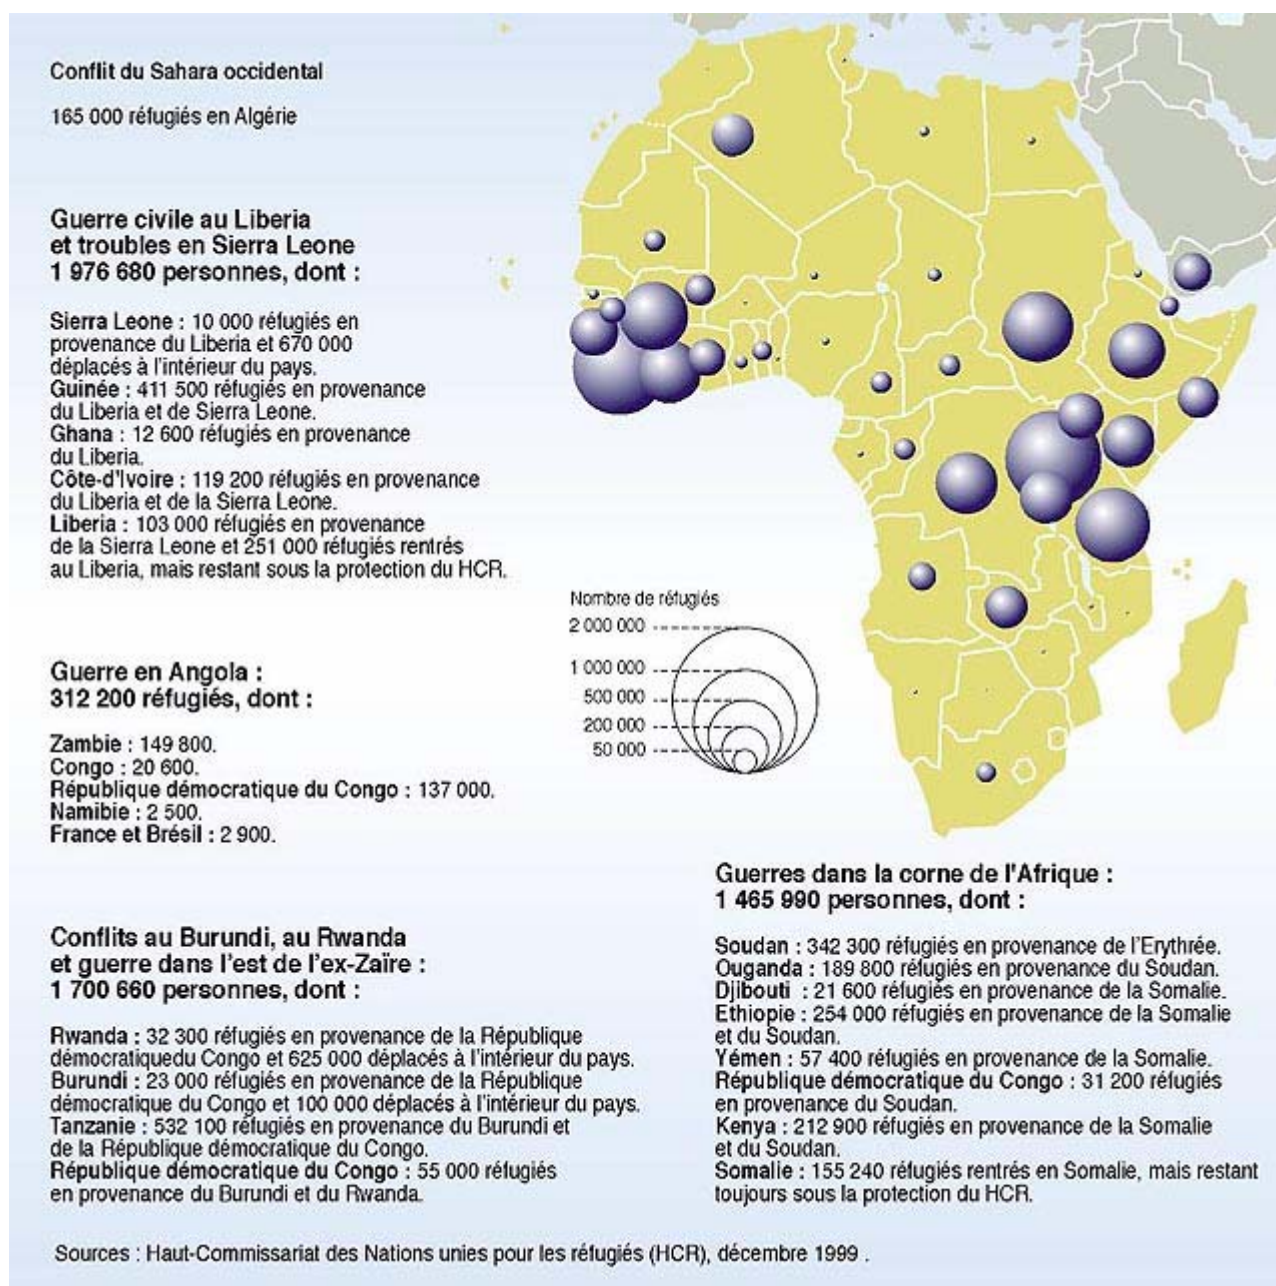 Conflit du Sahara occidental
165 000 réfugiés en Algérie
Guerre civile au Liberia
et troubles en Sierra Leone
1 976 680 personnes, dont :
Sierra Leone : 10 000 réfugiés en
provenance du Liberia et 670 000
déplacés à l'intérieur du pays.
Guinée : 411 500 réfugiés en provenance
du Liberia et de Sierra Leone.
Ghana : 12 600 réfugiés en provenance
du Liberia.
Côte-d'Ivoire : 119 200 réfugiés en provenance
du Liberia et de la Sierra Leone.
Liberia : 103 000 réfugiés en provenance
de la Sierra Leone et 251 000 réfugiés rentrés
au Liberia, mais restant sous la protection du HCR.
Nombre de réfugiés
2 000 000
1 000 000
500 000
200 000
50 000
Guerre en Angola :
312 200 réfugiés, dont :
Zambie : 149 800.
Congo : 20 600.
République démocratique du Congo : 137 000.
Namibie : 2 500.
France et Brésil : 2 900.
Conflits au Burundi, au Rwanda
et guerre dans l'est de l'ex-Zaïre :
1 700 660 personnes, dont :
Rwanda : 32 300 réfugiés en provenance de la République
démocratiquedu Congo et 625 000 déplacés à l'intérieur du pays.
Burundi : 23 000 réfugiés en provenance de la République
démocratique du Congo et 100 000 déplacés à l'intérieur du pays.
Tanzanie : 532 100 réfugiés en provenance du Burundi et
de la République démocratique du Congo.
République démocratique du Congo : 55 000 réfugiés
en provenance du Burundi et du Rwanda.
Guerres dans la corne de l'Afrique :
1 465 990 personnes, dont :
Soudan : 342 300 réfugiés en provenance de l'Erythrée.
Ouganda : 189 800 réfugiés en provenance du Soudan.
Djibouti : 21 600 réfugiés en provenance de la Somalie.
Ethiopie : 254 000 réfugiés en provenance de la Somalie
et du Soudan.
Yémen : 57 400 réfugiés en provenance de la Somalie.
République démocratique du Congo : 31 200 réfugiés
en provenance du Soudan.
Kenya : 212 900 réfugiés en provenance de la Somalie
et du Soudan.
Somalie : 155 240 réfugiés rentrés en Somalie, mais restant
toujours sous la protection du HCR.
Sources : Haut-Commissariat des Nations unies pour les réfugiés (HCR), décembre 1999 .